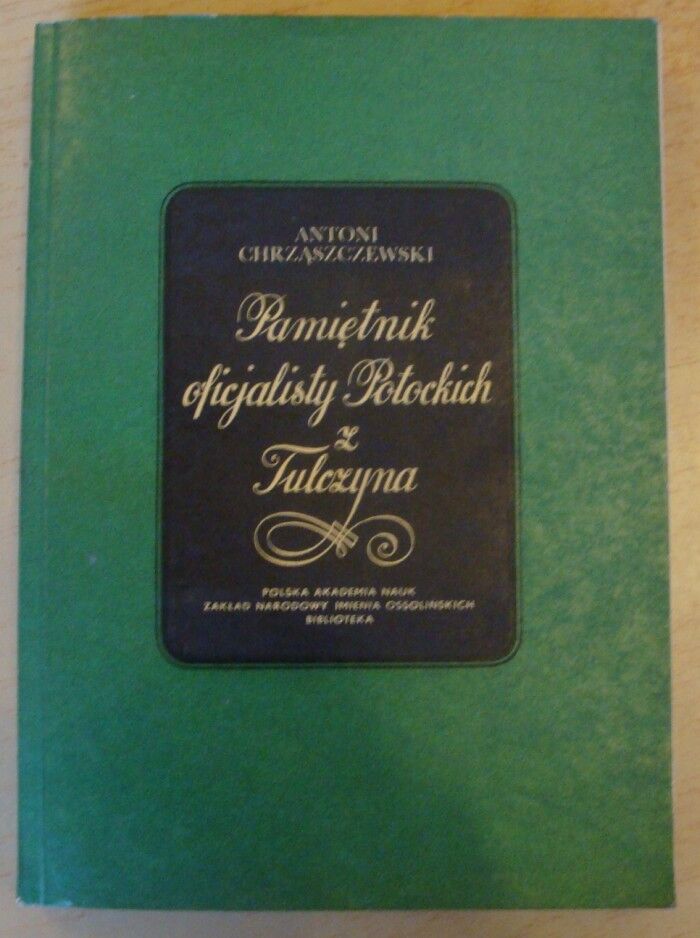 ANTONI
CHRZĄSZCZEWSKI
Pamiętnik
oficjalisty Potockich
z
Tulczyna
POLSKA AKADEMIA NAUK
ZAKŁAD NARODOWY IMIENIA OSSOLIŃSKICH
BIBLIOTEKA